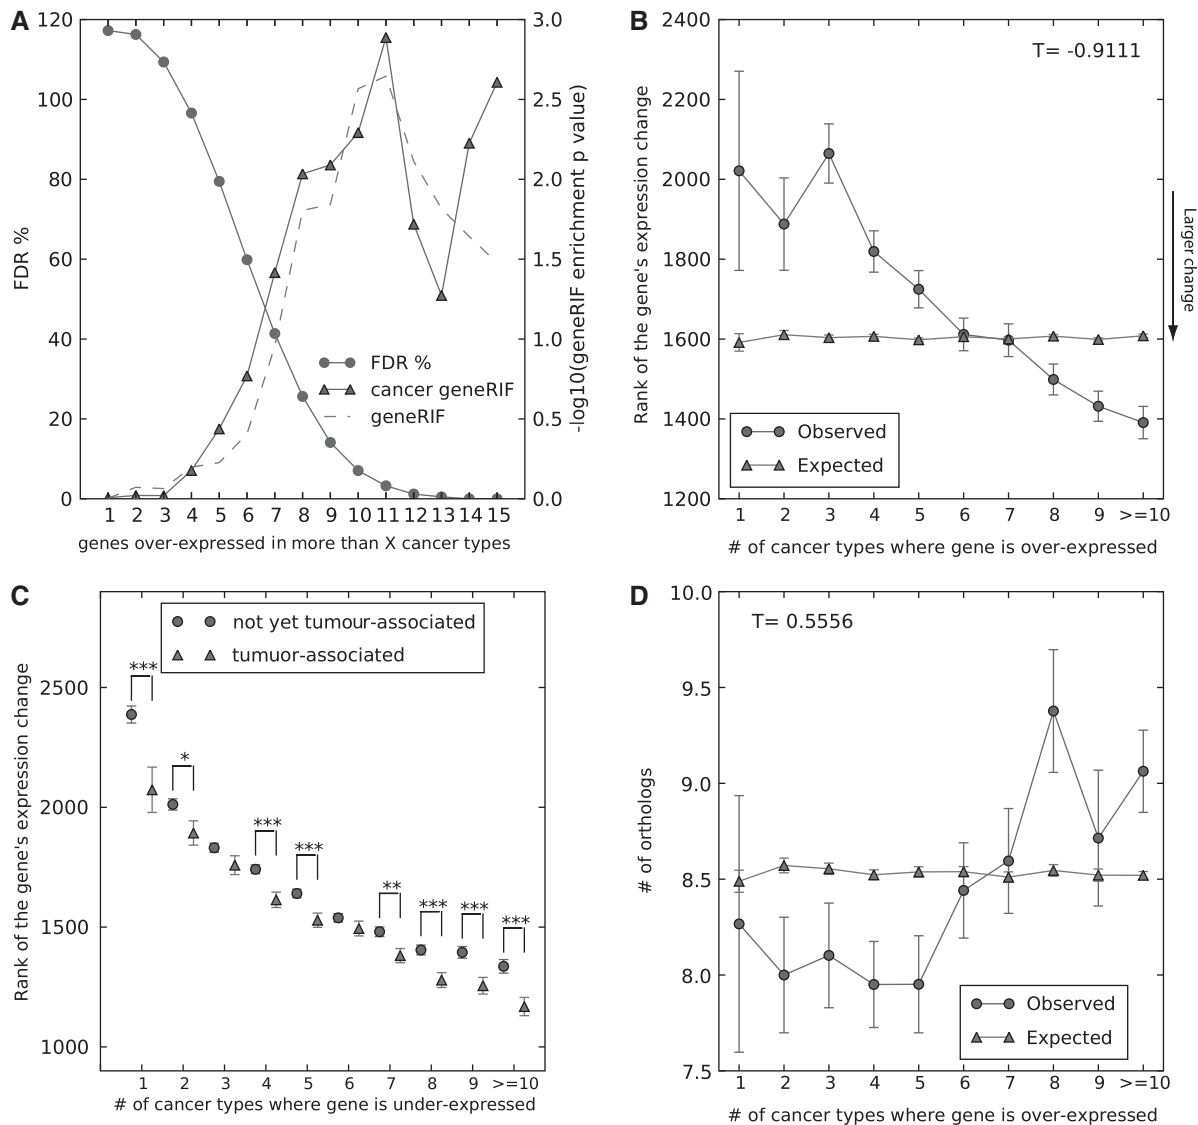 A
120
100
80
60
40
20
0
FDR %
3.0
2.5
2.0
1.5
1.0
0.5
0.0
-log10(geneRIF enrichment p value)
FDR %
cancer geneRIF
geneRIF
1 2 3 4 5 6 7 8 9 10 11 12 13 14 15
genes over-expressed in more than X cancer types
B
2400
2200
2000
1800
1600
1400
1200
Rank of the gene's expression change
T= -0.9111
Larger change
Observed
Expected
1 2 3 4 5 6 7 8 9 >=10
# of cancer types where gene is over-expressed
C
2500
2000
1500
1000
Rank of the gene's expression change
not yet tumour-associated
tumuor-associated
***
*
***
***
**
***
***
***
1 2 3 4 5 6 7 8 9 >=10
# of cancer types where gene is under-expressed
D
10.0
9.5
9.0
8.5
8.0
7.5
# of orthologs
T= 0.5556
Observed
Expected
1 2 3 4 5 6 7 8 9 >=10
# of cancer types where gene is over-expressed